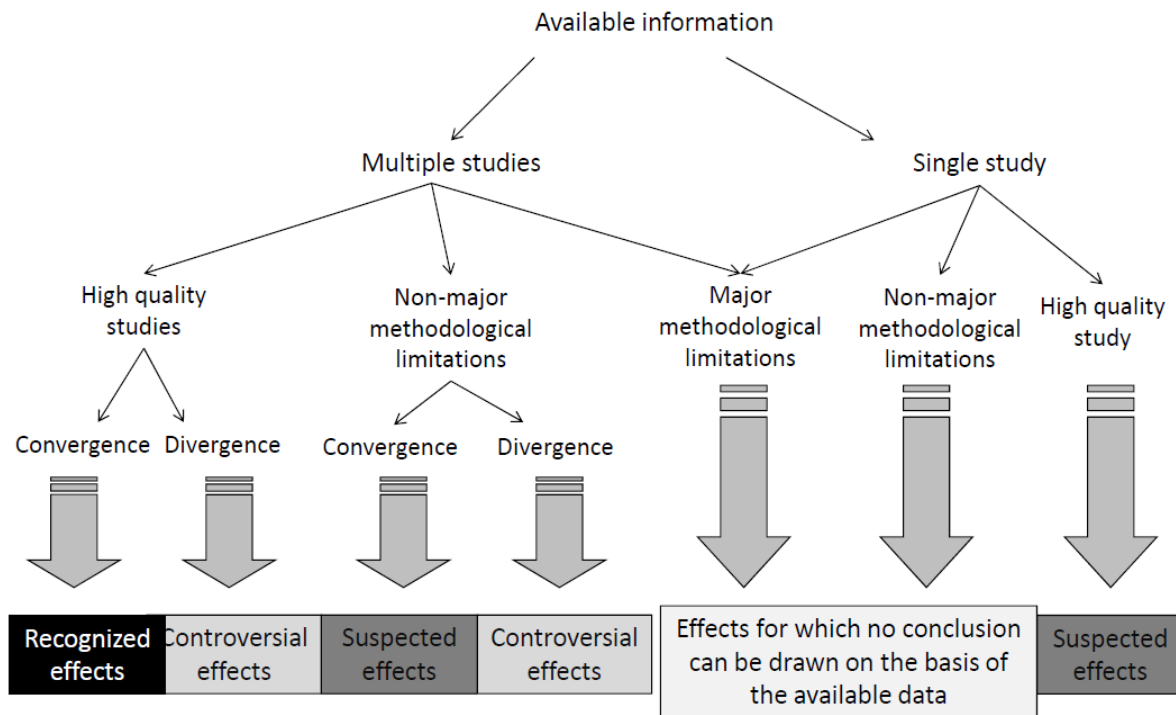 Available information
Multiple studies
Single study
High quality
studies
Non-major
methodological
limitations
Major
methodological
limitations
Non-major
methodological
limitations
High quality
study
Convergence
Divergence
Convergence
Divergence
Recognized
effects
Controversial
effects
Suspected
effects
Controversial
effects
Effects for which no conclusion
can be drawn on the basis of
the available data
Suspected
effects